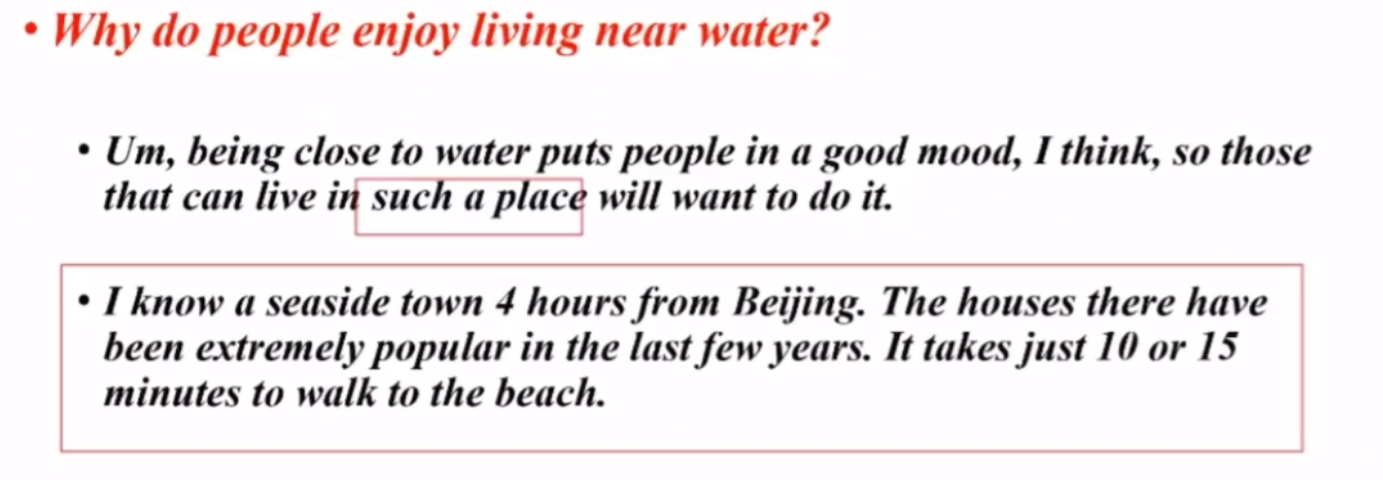 • Why do people enjoy living near water?
• Um, being close to water puts people in a good mood, I think, so those
that can live in such a place will want to do it.
• I know a seaside town 4 hours from Beijing. The houses there have
been extremely popular in the last few years. It takes just 10 or 15
minutes to walk to the beach.